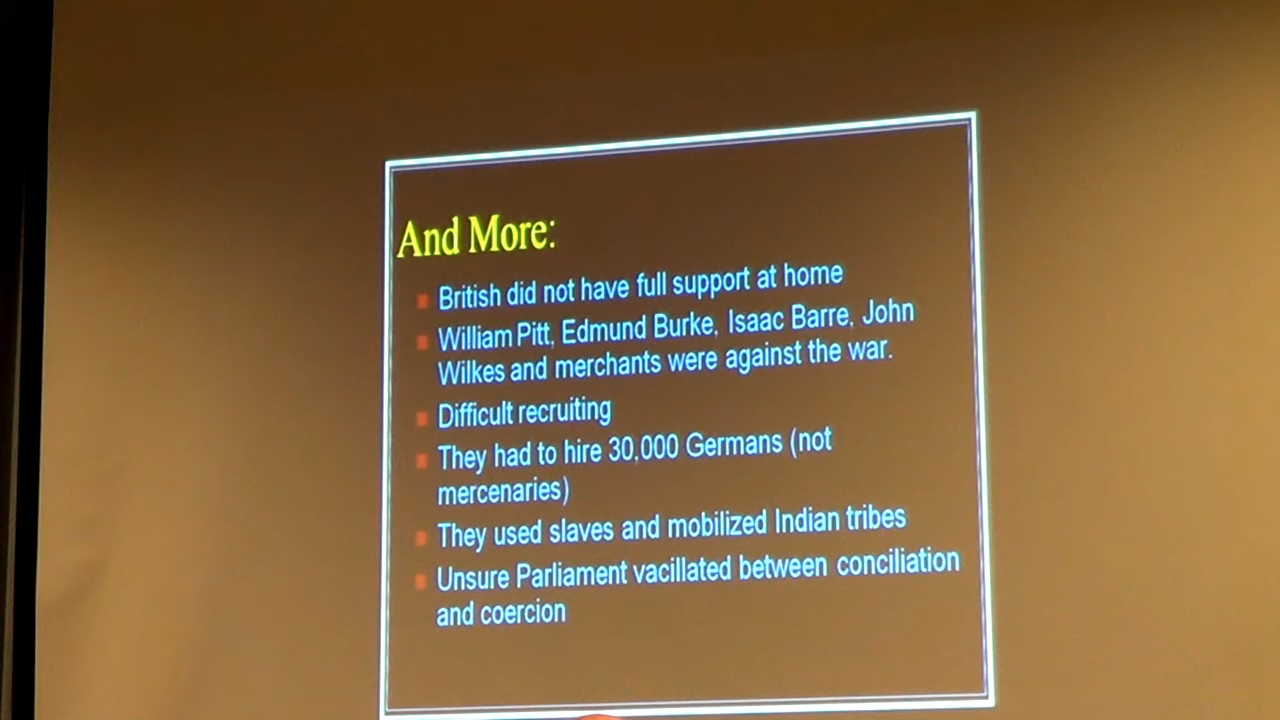 And More:
British did not have full support at home
William Pitt, Edmund Burke, Isaac Barre, John
Wilkes and merchants were against the war.
Difficult recruiting
They had to hire 30,000 Germans (not
mercenaries)
They used slaves and mobilized Indian tribes
Unsure Parliament vacillated between conciliation
and coercion